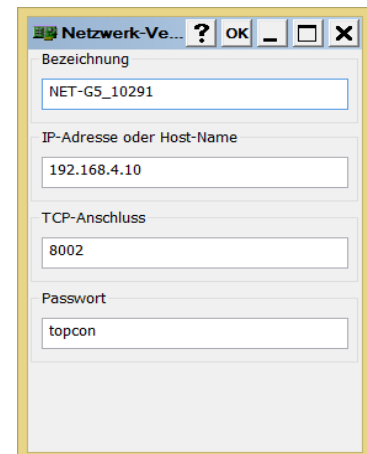 Netzwerk-Ve... ? OK
Bezeichnung
NET-G5_10291
IP-Adresse oder Host-Name
192.168.4.10
TCP-Anschluss
8002
Passwort
topcon